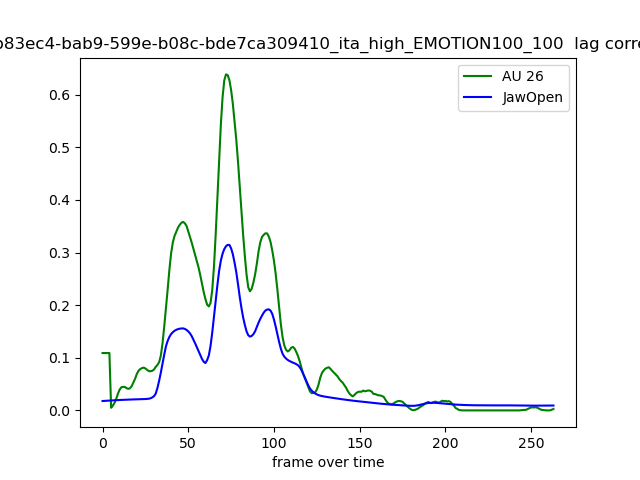 b83ec4-bab9-599e-b08c-bde7ca309410_ita_high_EMOTION100_100 lag corre
AU 26
JawOpen
0.6
0.5
0.4
0.3
0.2
0.1
0.0
0 50 100 150 200 250
frame over time